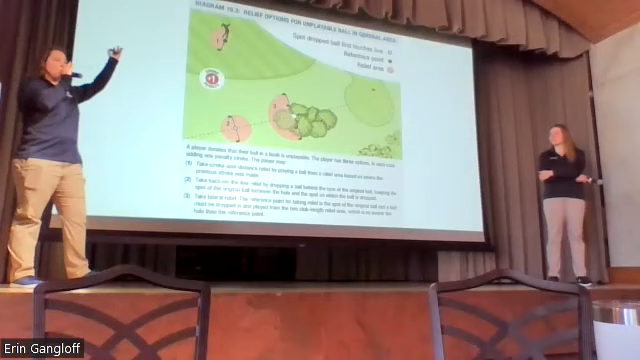 DIAGRAM 19.2: RELIEF OPTIONS FOR UNPLAYABLE BALL IN GENERAL AREA
Spot dropped ball first touches
Reference point
Relief area
+1
A player decides that their ball in a bush is unplayable. The player has three options, in each case
adding one penalty stroke. The player may:
(1) Take stroke-and-distance relief by playing a ball from a relief area based on where the
previous stroke was made.
(2) Take back-on-the-line relief by dropping a ball behind the spot of the original ball, keeping the
spot of the original ball between the hole and the spot on which the ball is dropped.
(3) Take lateral relief. The reference point for taking relief is the spot of the original ball and a ball
must be dropped in and played from the two club-length relief area, which is no nearer the
hole than the reference point.
Erin Gangloff